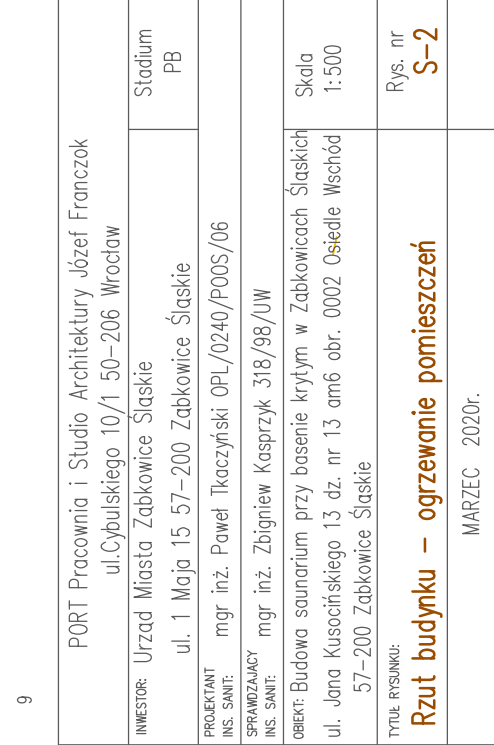 9
PORT Pracownia i Studio Architektury Józef Franczok
ul.Cybulskiego 10/1 50-206 Wrocław
INWESTOR: Urząd Miasta Ząbkowice Śląskie
ul. 1 Maja 15 57-200 Ząbkowice Śląskie
Stadium
PB
PROJEKTANT
INS. SANIT: mgr inż. Paweł Tkaczyński OPL/0240/POOS/06
SPRAWDZAJACY
INS. SANIT: mgr inż. Zbigniew Kasprzyk 318/98/UW
OBIEKT: Budowa saunarium przy basenie krytym w Ząbkowicach Śląskich
ul. Jana Kusocińskiego 13 dz. nr 13 am6 obr. 0002 Osiedle Wschód
57-200 Ząbkowice Śląskie
Skala
1:500
TYTUŁ RYSUNKU:
Rzut budynku - ogrzewanie pomieszczeń
Rys. nr
S-2
MARZEC 2020r.